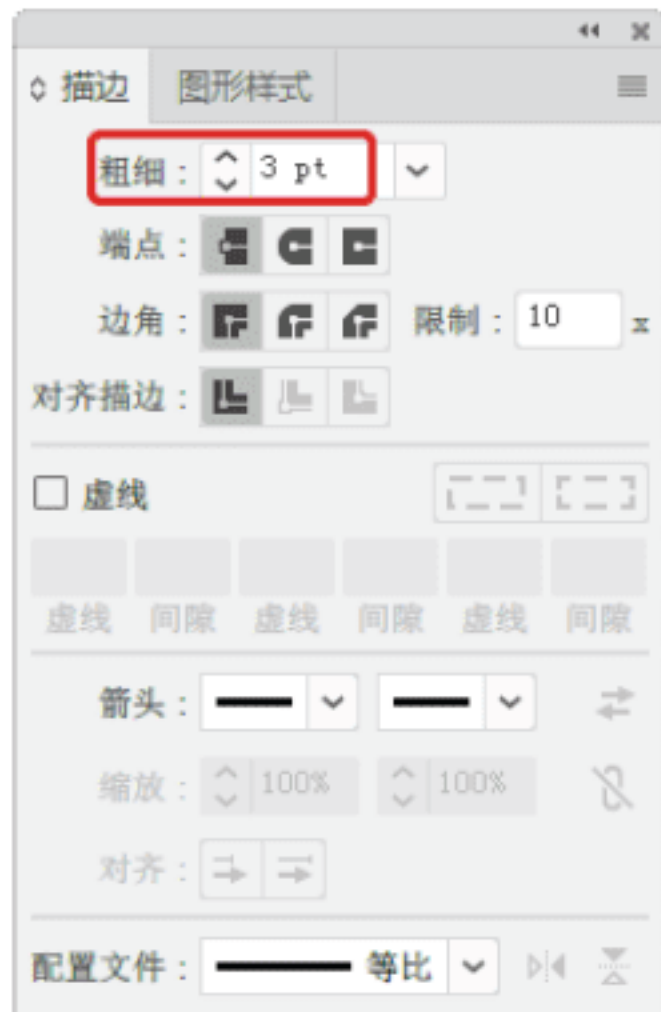 描边 图形样式
粗细： 3 pt
端点：
边角： 限制： 10 x
对齐描边：
虚线
虚线 间隙 虚线 间隙 虚线 间隙
箭头：
缩放： 100% 100%
对齐：
配置文件： 等比